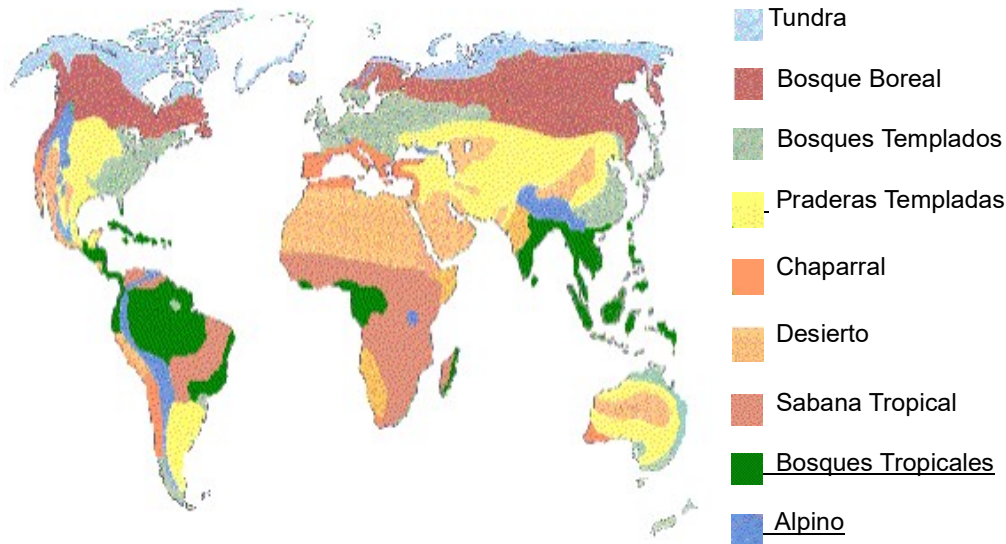 Tundra
Bosque Boreal
Bosques Templados
Praderas Templadas
Chaparral
Desierto
Sabana Tropical
Bosques Tropicales
Alpino